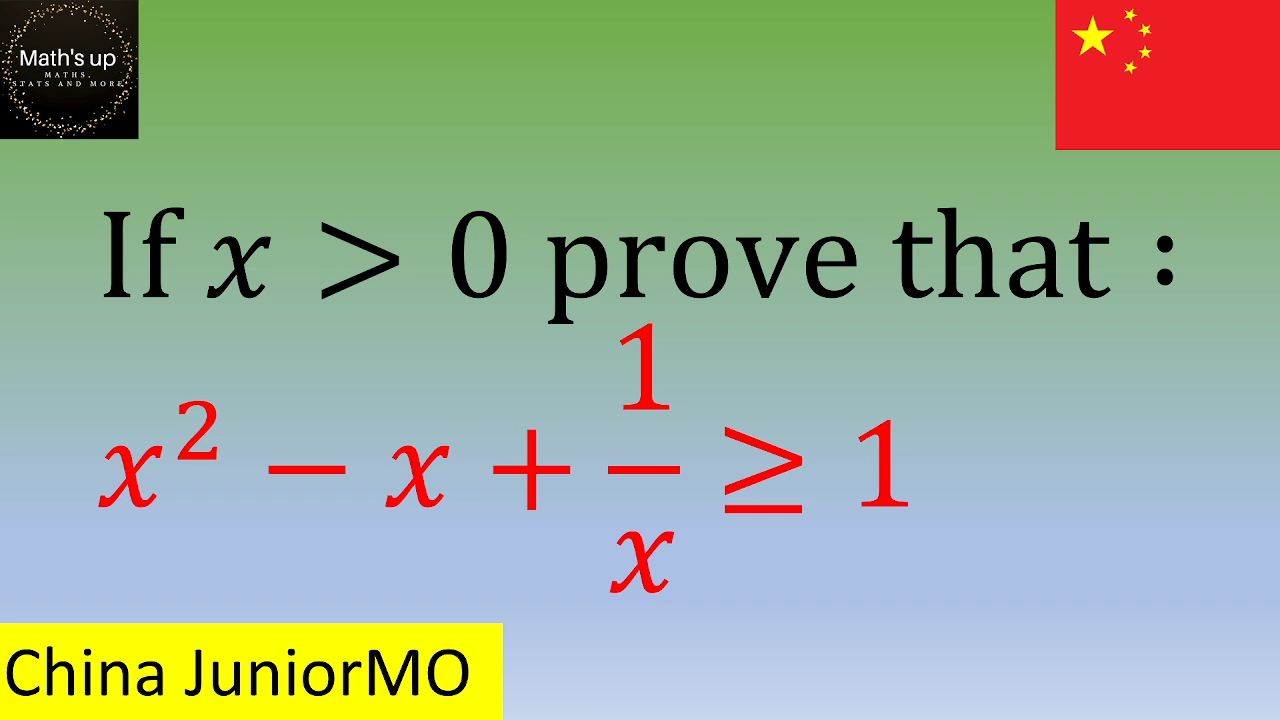 Math's up
MATHS,
STATS AND MORE
If x > 0 prove that :
x² − x + 1/x ≥ 1
China JuniorMO